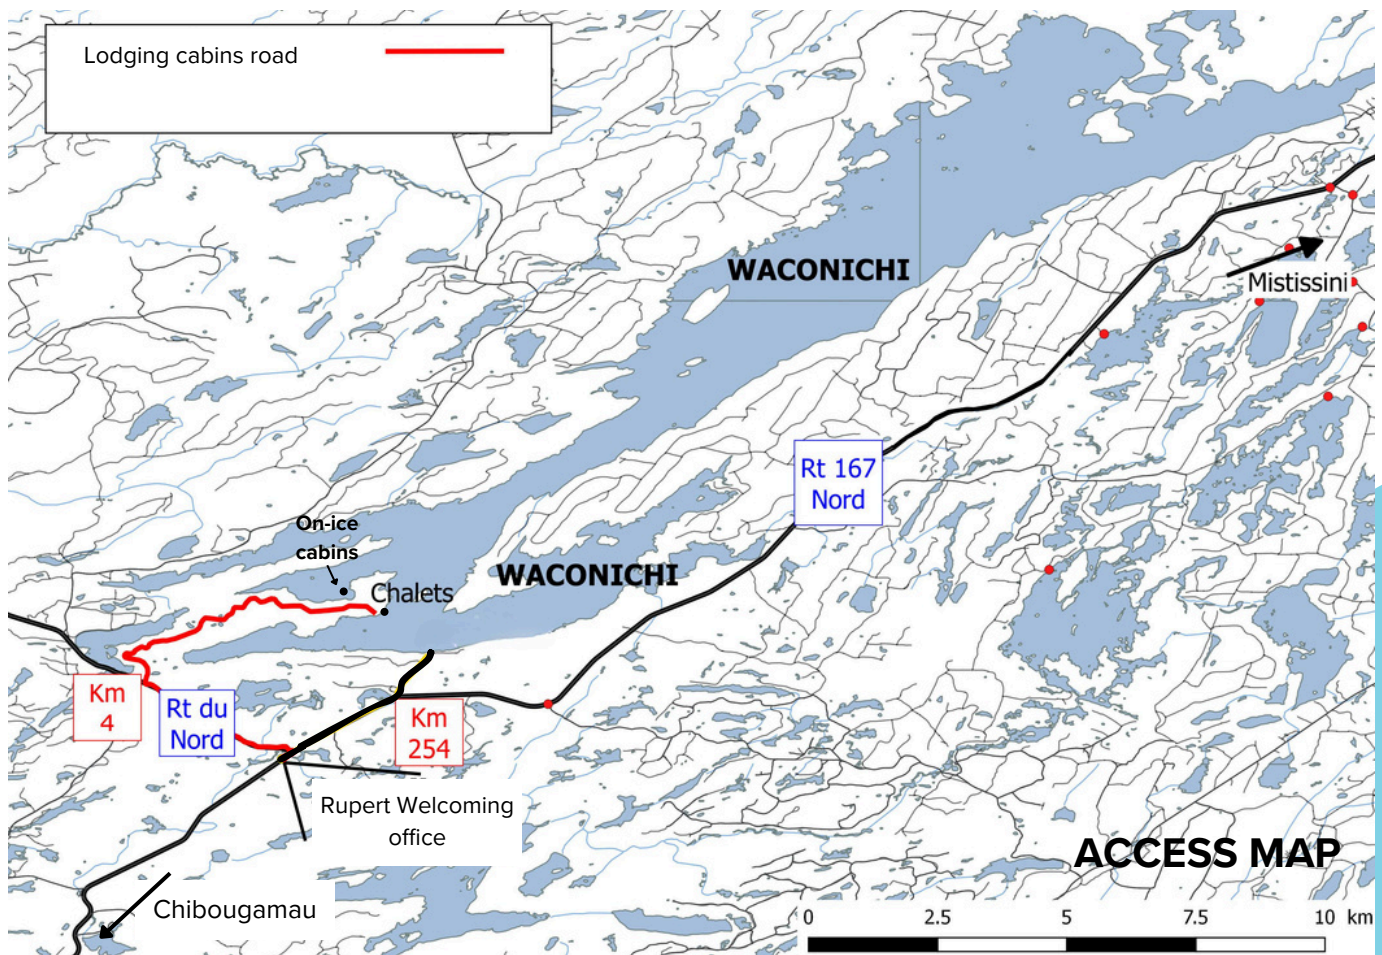 Lodging cabins road
WACONICHI
Mistissini
Rt 167
Nord
On-ice
cabins
WACONICHI
Chalets
Km
4
Rt du
Nord
Km
254
Rupert Welcoming
office
ACCESS MAP
Chibougamau
0 2.5 5 7.5 10 km